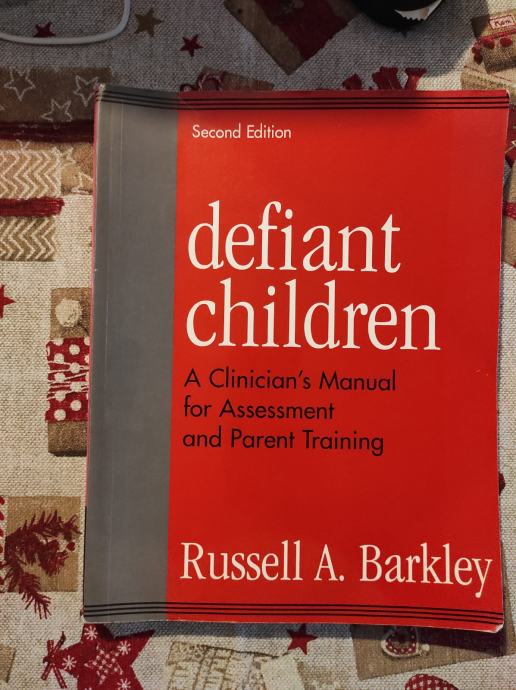 Second Edition
defiant
children
A Clinician's Manual
for Assessment
and Parent Training
Russell A. Barkley